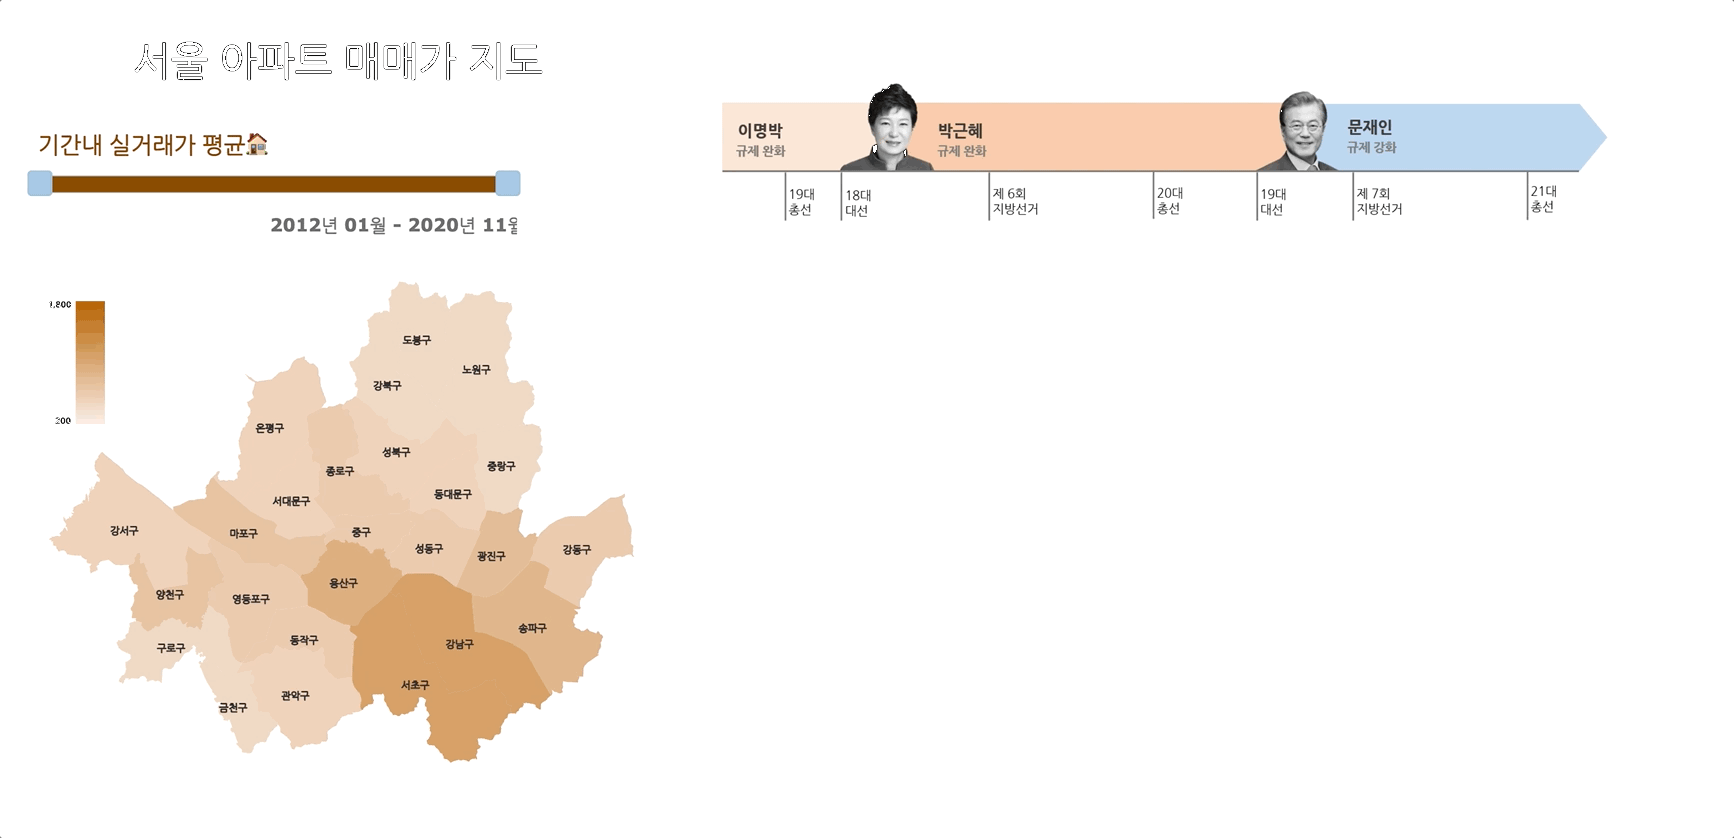 서울 아파트 매매가 지도
기간내 실거래가 평균
2012년 01월 - 2020년 11월
이명박
규제 완화
박근혜
규제 완화
문재인
규제 강화
19대
총선
18대
대선
제 6회
지방선거
20대
총선
19대
대선
제 7회
지방선거
21대
총선
200
도봉구
노원구
강북구
은평구
성북구
중랑구
종로구
동대문구
서대문구
강서구
마포구
중구
성동구
광진구
강동구
용산구
양천구
영등포구
송파구
동작구
강남구
구로구
서초구
관악구
금천구